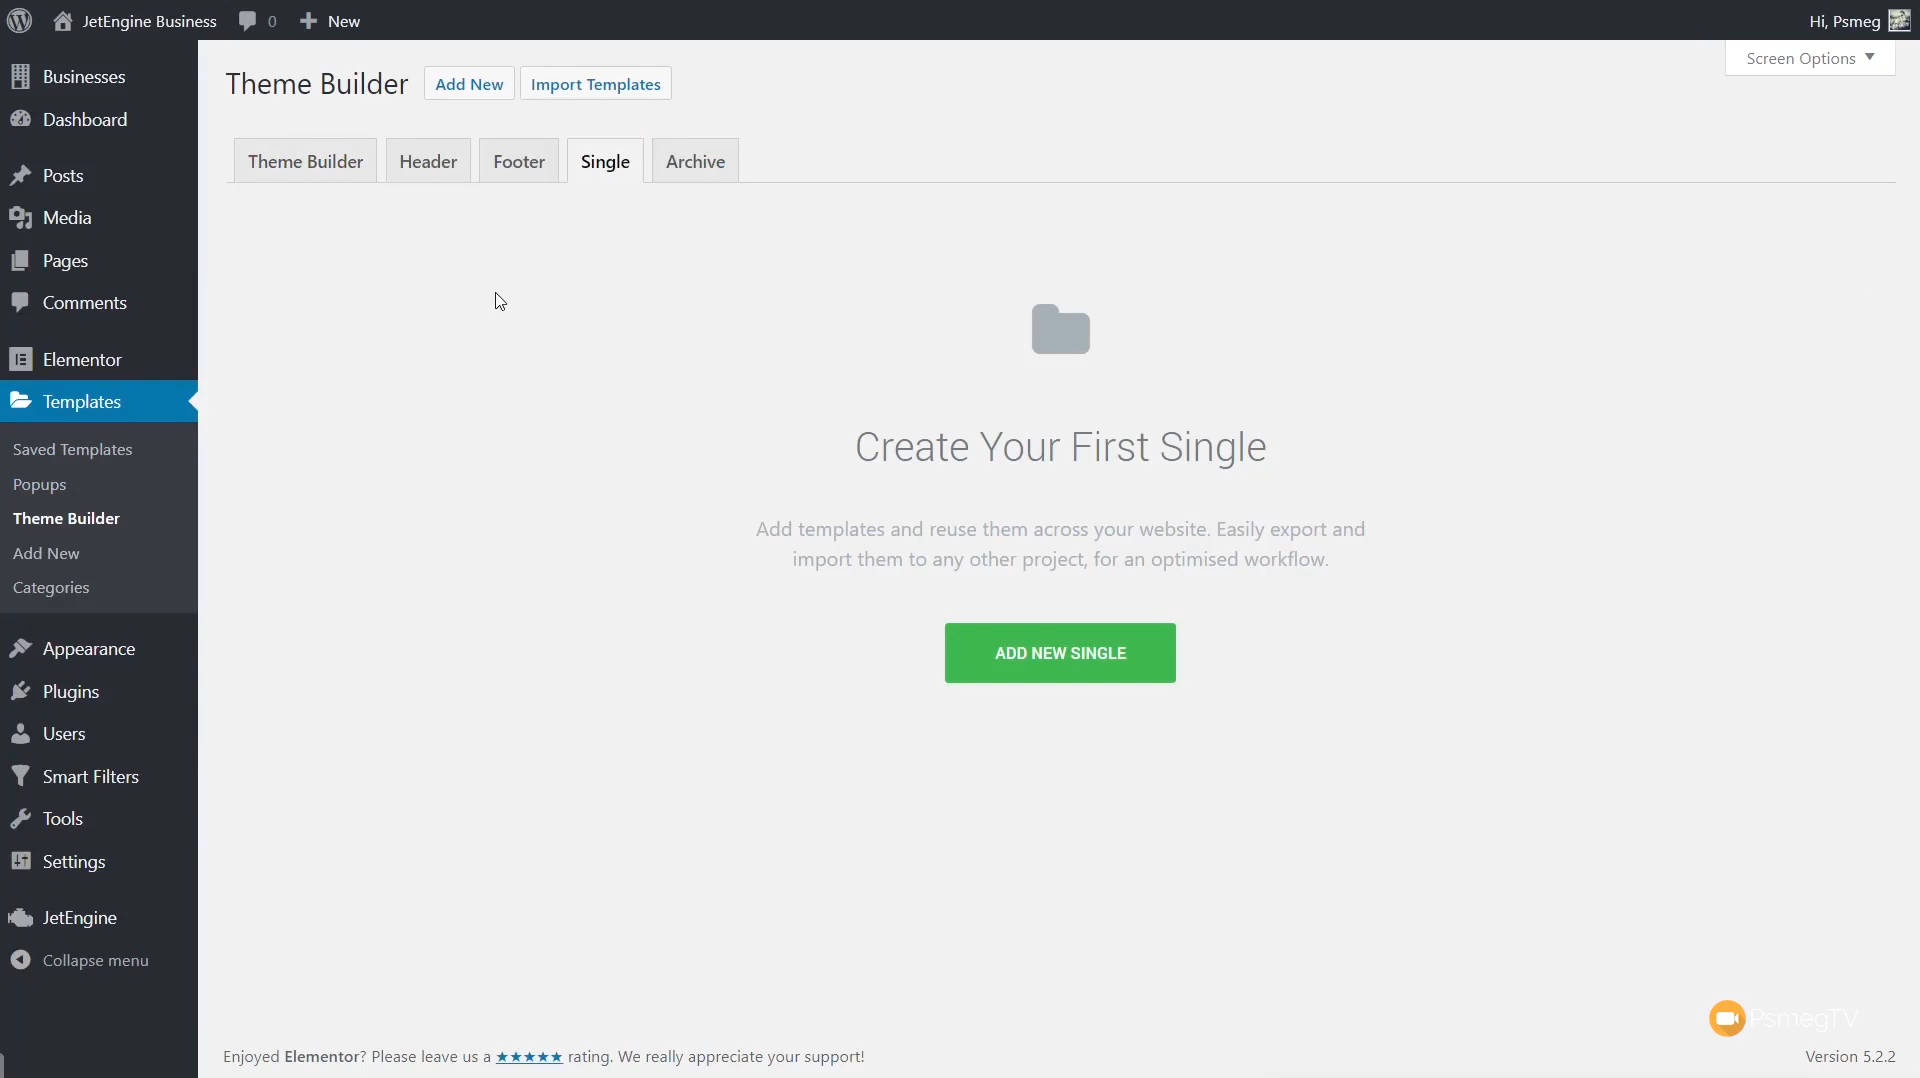 JetEngine Business
0
New
Hi, Psmeg
Screen Options
Businesses
Dashboard
Posts
Media
Pages
Comments
Elementor
Templates
Saved Templates
Popups
Theme Builder
Add New
Categories
Appearance
Plugins
Users
Smart Filters
Tools
Settings
JetEngine
Collapse menu
Theme Builder
Add New
Import Templates
Theme Builder
Header
Footer
Single
Archive
Create Your First Single
Add templates and reuse them across your website. Easily export and
import them to any other project, for an optimised workflow.
ADD NEW SINGLE
PsmegTV
Enjoyed Elementor? Please leave us a ★★★★★ rating. We really appreciate your support!
Version 5.2.2